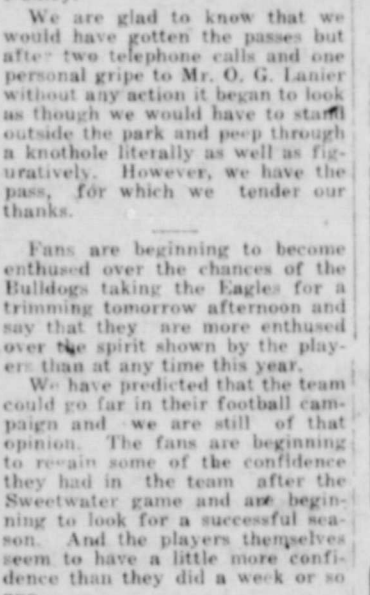 We are glad to know that we
would have gotten the passes but
after two telephone calls and one
personal gripe to Mr. O. G. Lanier
without any action it began to look
as though we would have to stand
outside the park and peep through
a knothole literally as well as fig-
uratively. However, we have the
pass, for which we tender our
thanks.
Fans are beginning to become
enthused over the chances of the
Bulldogs taking the Eagles for a
trimming tomorrow afternoon and
say that they are more enthused
over the spirit shown by the play-
ers than at any time this year.
We have predicted that the team
could go far in their football cam-
paign and we are still of that
opinion. The fans are beginning
to regain some of the confidence
they had in the team after the
Sweetwater game and are begin-
ning to look for a successful sea-
son. And the players themselves
seem to have a little more confi-
dence than they did a week or so